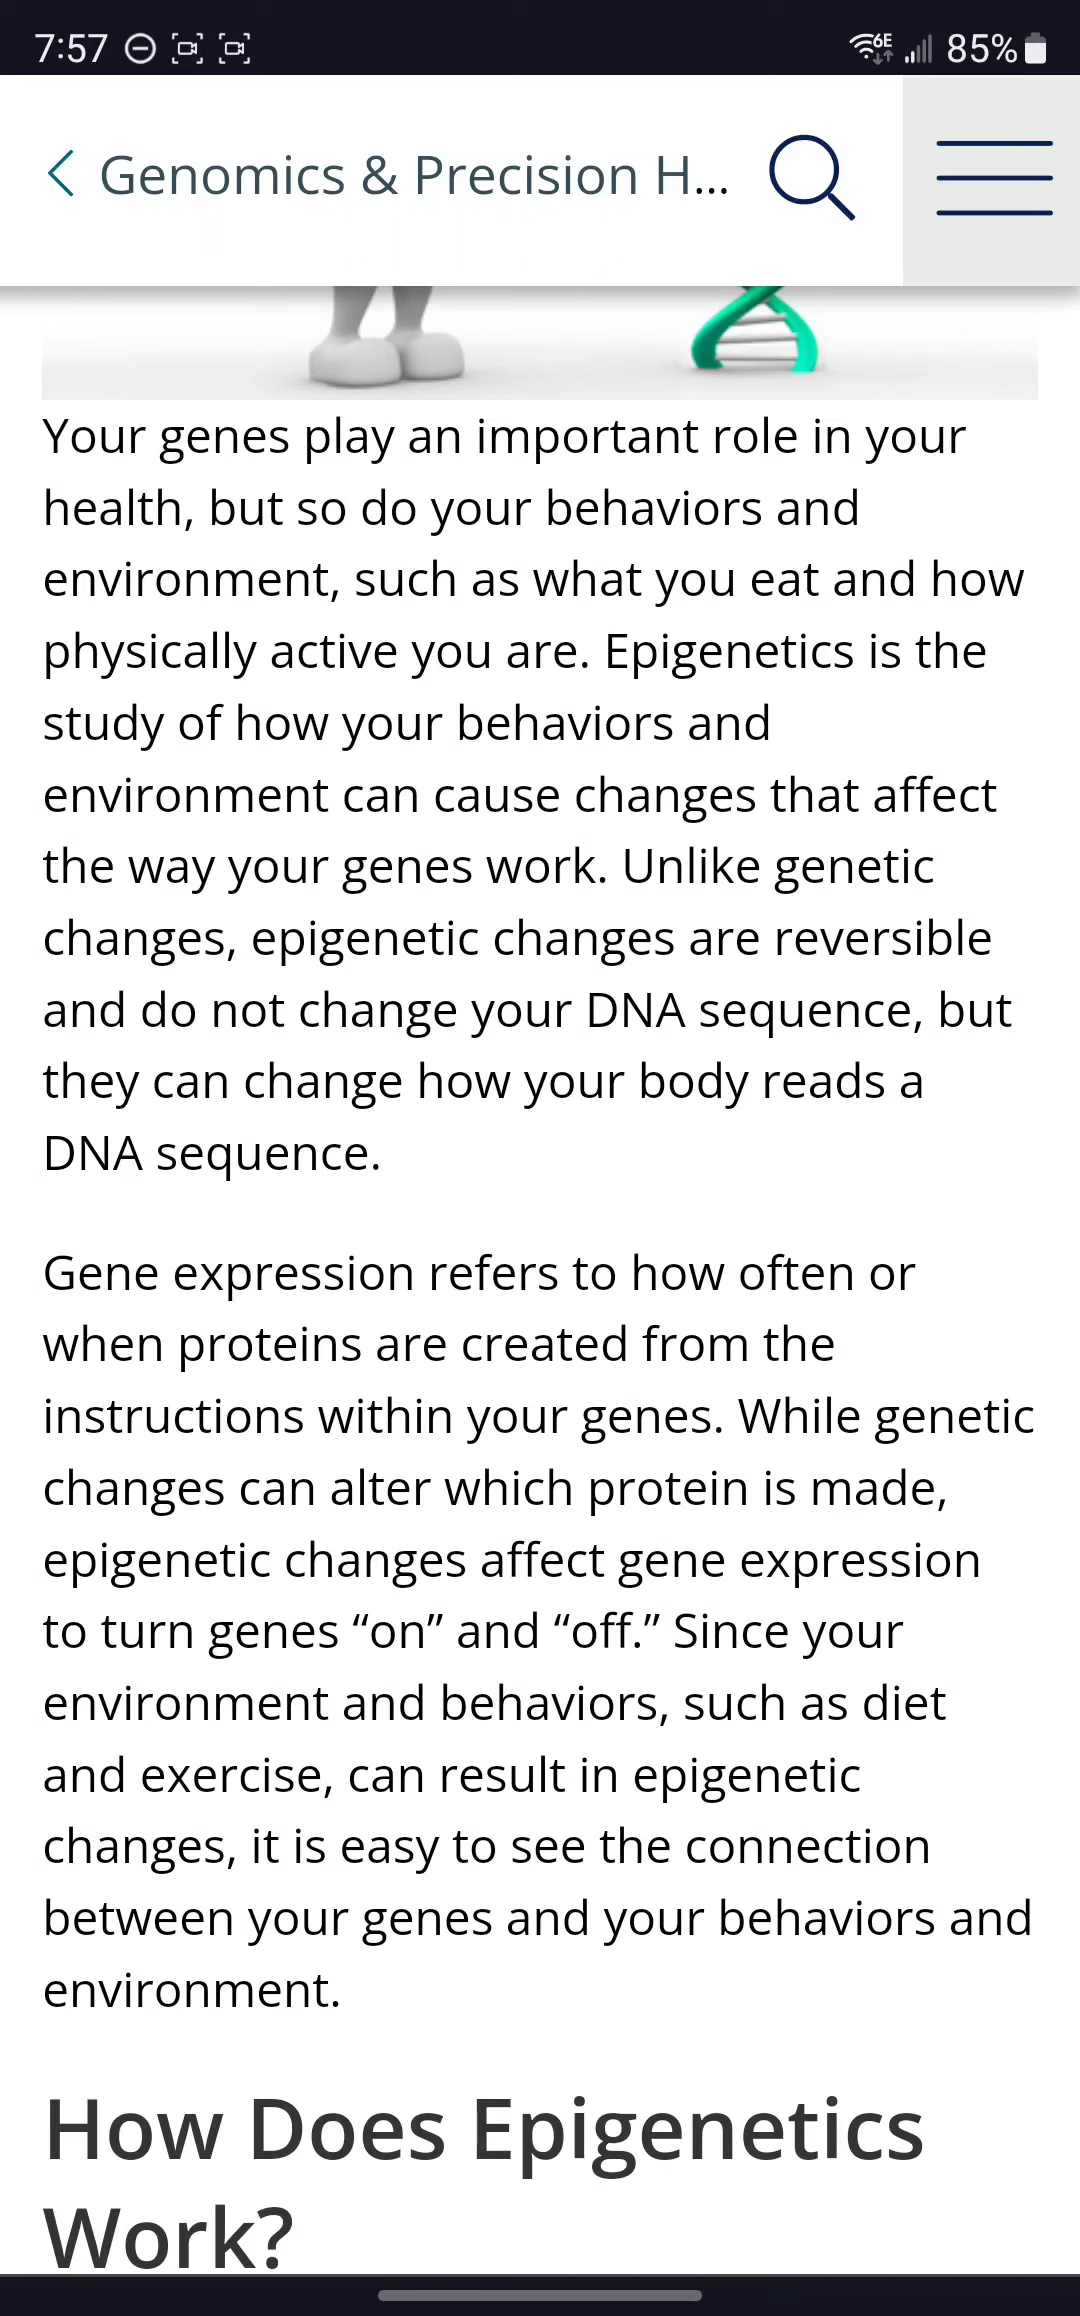 7:57
6E
85%
Genomics & Precision H...
Your genes play an important role in your
health, but so do your behaviors and
environment, such as what you eat and how
physically active you are. Epigenetics is the
study of how your behaviors and
environment can cause changes that affect
the way your genes work. Unlike genetic
changes, epigenetic changes are reversible
and do not change your DNA sequence, but
they can change how your body reads a
DNA sequence.
Gene expression refers to how often or
when proteins are created from the
instructions within your genes. While genetic
changes can alter which protein is made,
epigenetic changes affect gene expression
to turn genes “on” and “off.” Since your
environment and behaviors, such as diet
and exercise, can result in epigenetic
changes, it is easy to see the connection
between your genes and your behaviors and
environment.
How Does Epigenetics
Work?